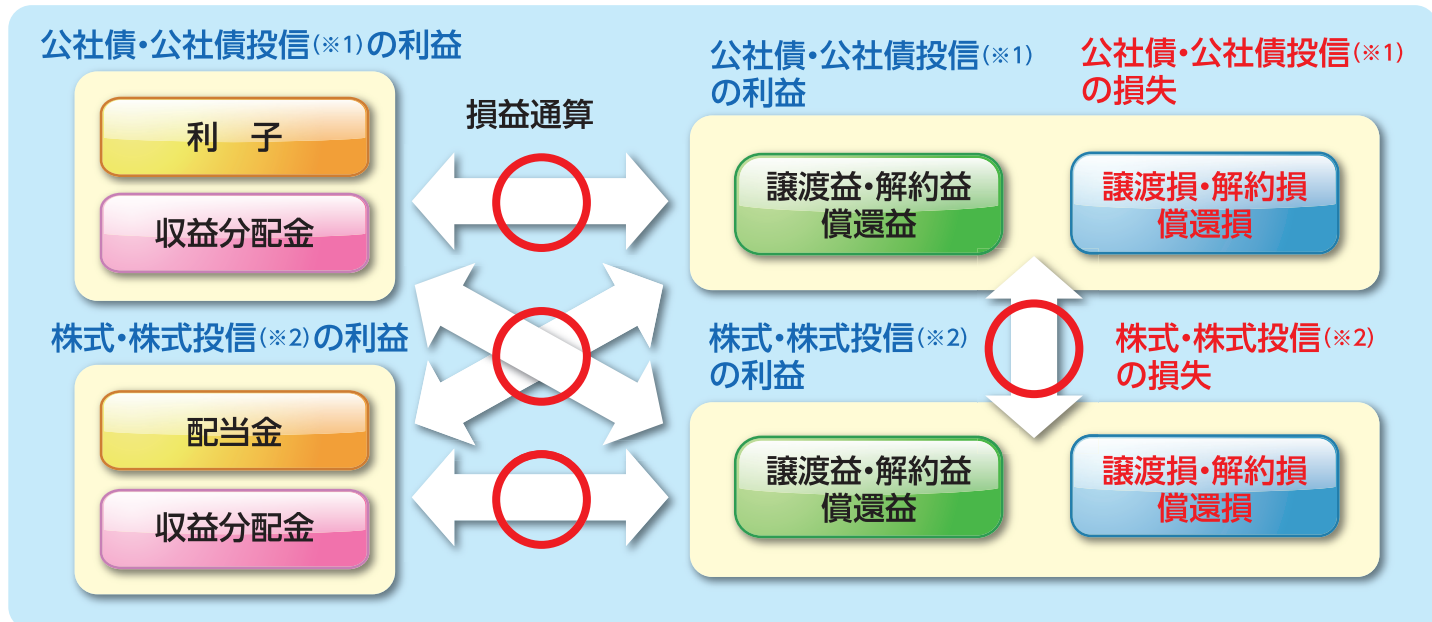 公社債・公社債投信(※1)の利益
利　子
収益分配金
損益通算
公社債・公社債投信(※1)
の利益
公社債・公社債投信(※1)
の損失
譲渡益・解約益
償還益
譲渡損・解約損
償還損
株式・株式投信(※2)の利益
配当金
収益分配金
株式・株式投信(※2)
の利益
株式・株式投信(※2)
の損失
譲渡益・解約益
償還益
譲渡損・解約損
償還損